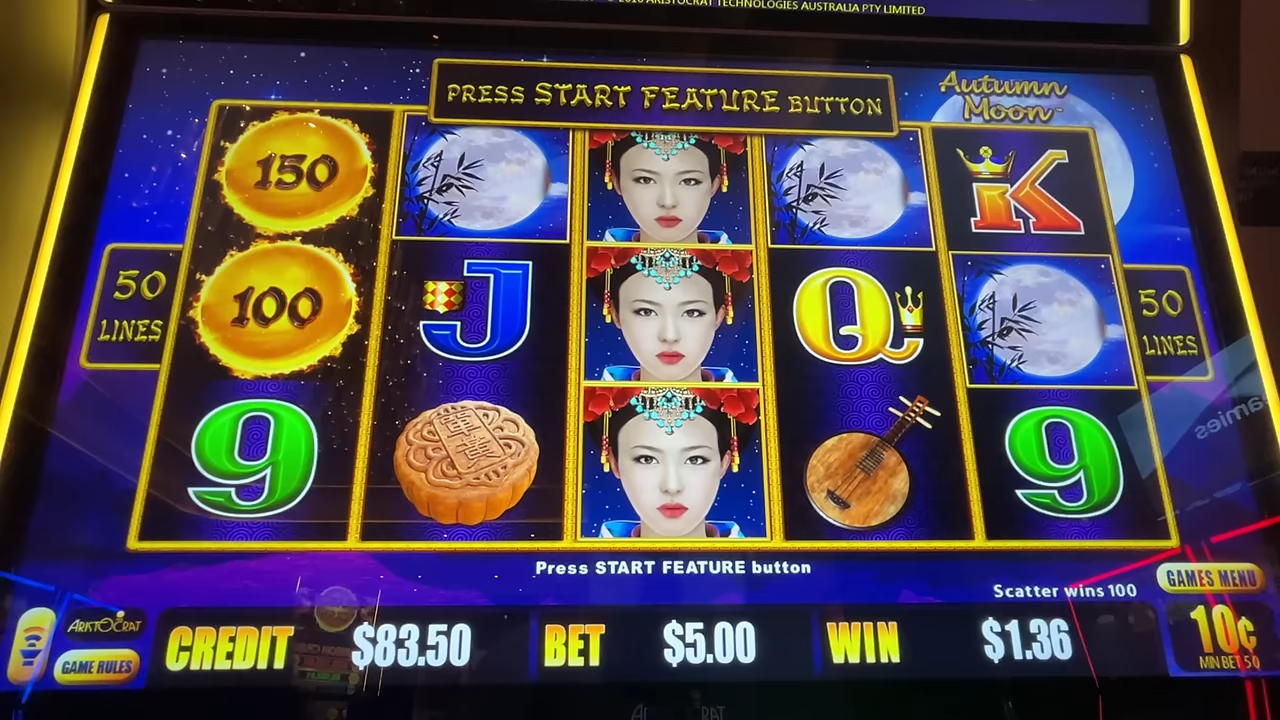 © 2016 ARISTOCRAT TECHNOLOGIES AUSTRALIA PTY LIMITED
PRESS START FEATURE BUTTON
Autumn
Moon™
150
K
50
LINES
100
J
Q
50
LINES
9
9
Press START FEATURE button
Scatter wins 100
GAMES MENU
ARISTOCRAT
GAME RULES
CREDIT $83.50 BET $5.00 WIN $1.36
10¢
MIN BET 50